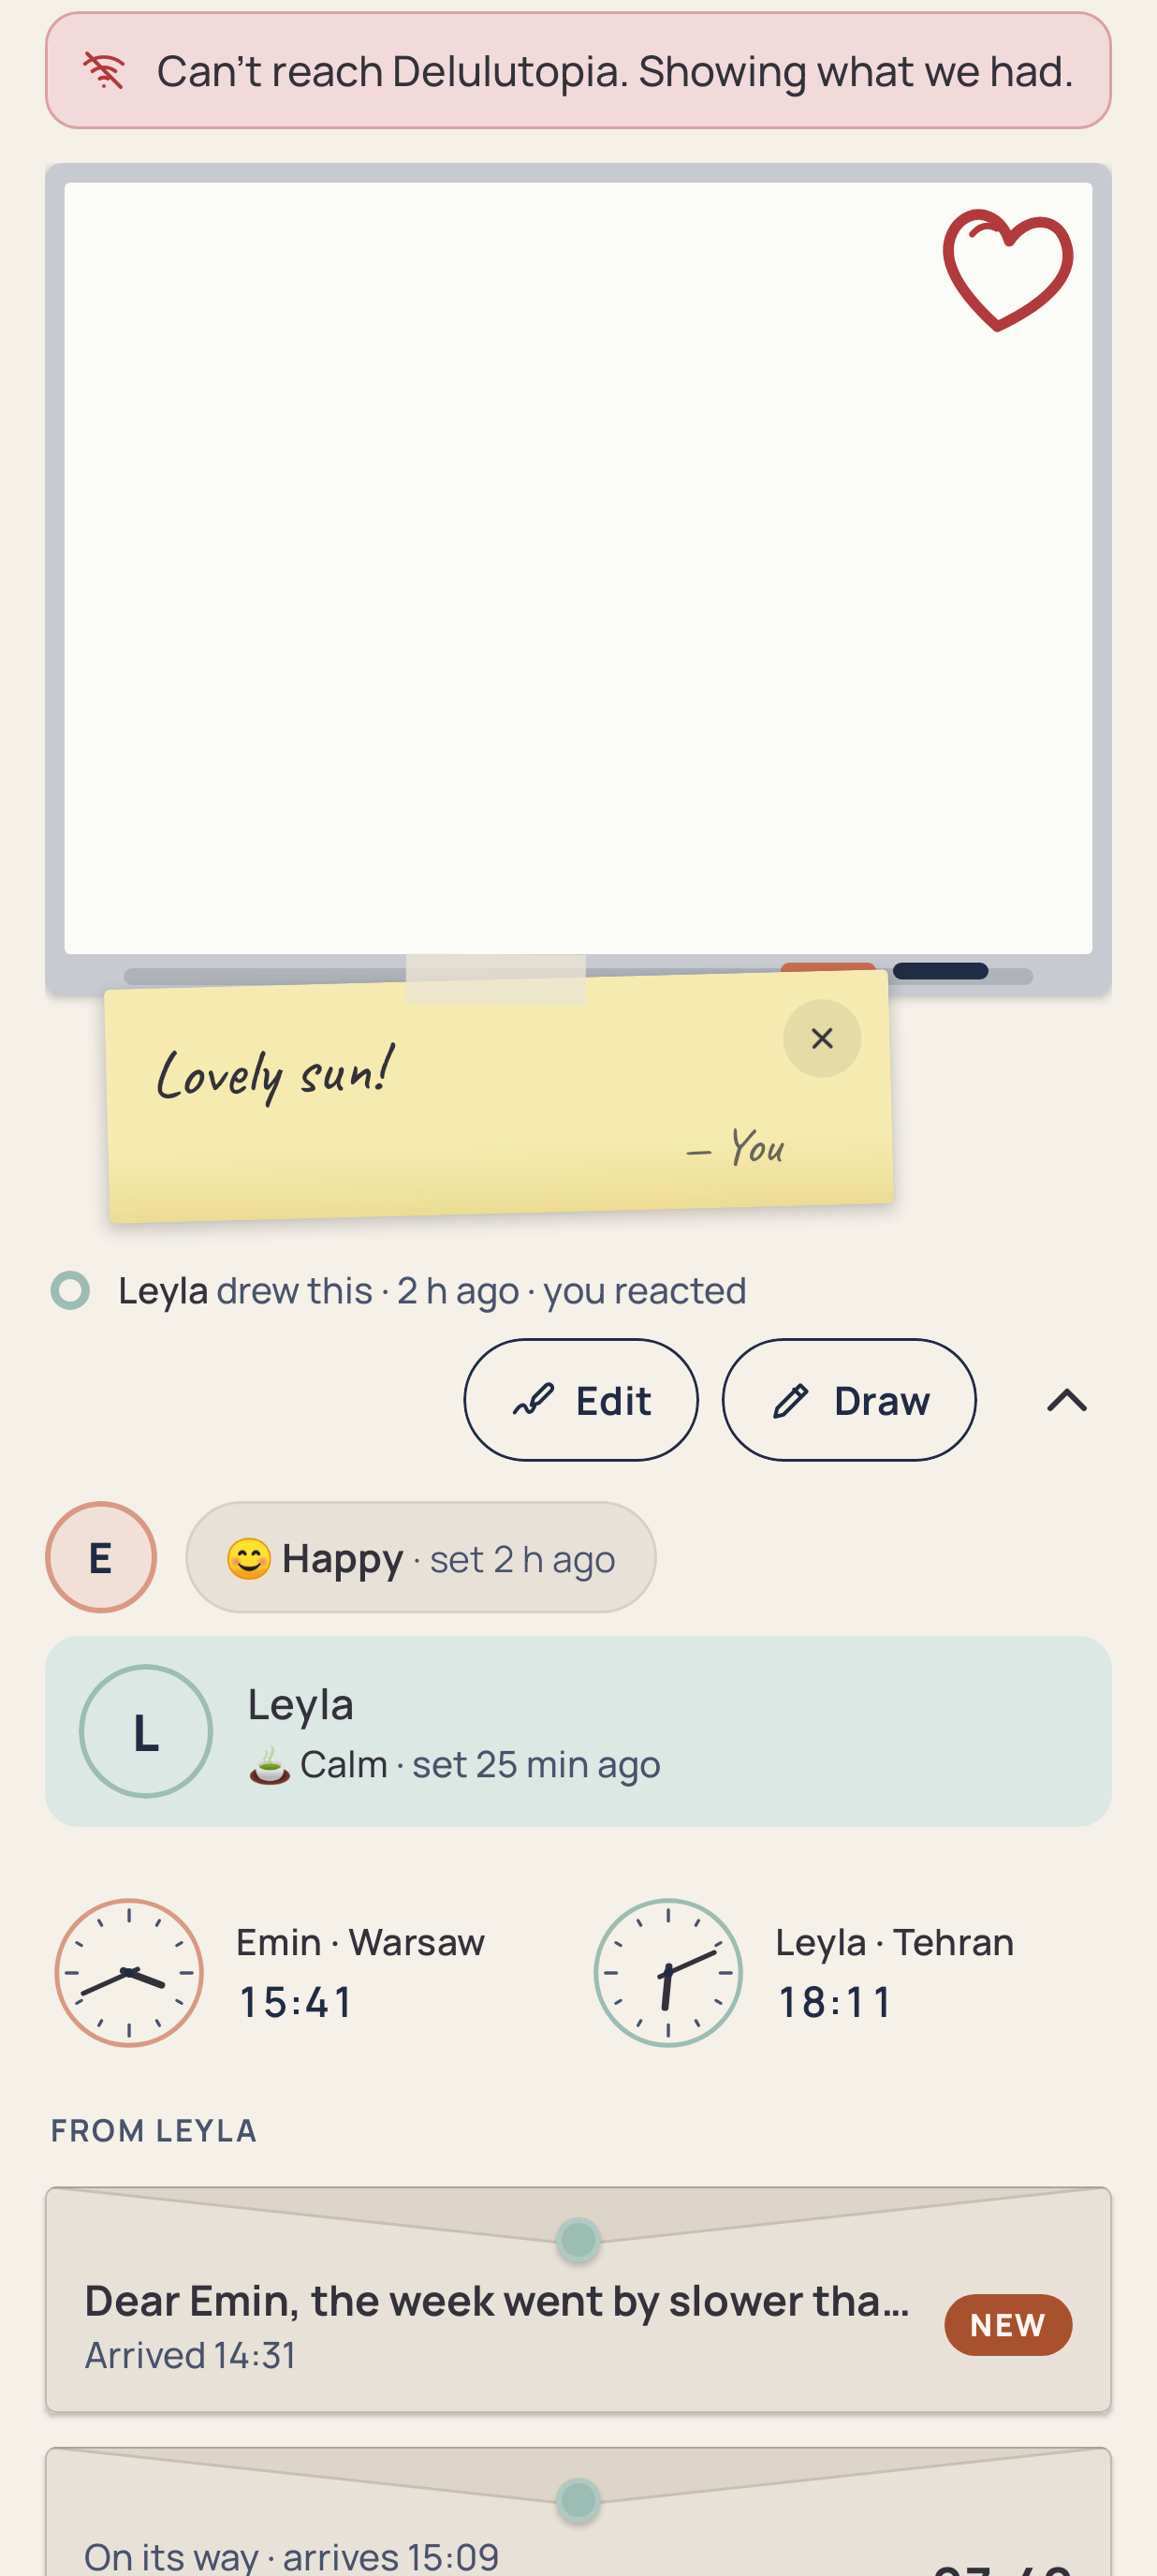 Can't reach Delulutopia. Showing what we had.
Lovely sun!
– You
Leyla drew this · 2 h ago · you reacted
Edit
Draw
E
😊 Happy · set 2 h ago
L
Leyla
🍵 Calm · set 25 min ago
Emin · Warsaw
15:41
Leyla · Tehran
18:11
FROM LEYLA
Dear Emin, the week went by slower tha…
NEW
Arrived 14:31
On its way · arrives 15:09